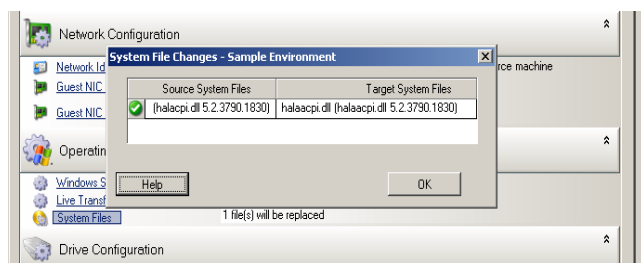 Network Configuration
System File Changes - Sample Environment
Network Id
rce machine
Source System Files
Target System Files
Guest NIC
(halacpi.dll 5.2.3790.1830)
halaacpi.dll (halaacpi.dll 5.2.3790.1830)
Guest NIC
Operatin
Windows S
Help
OK
Live Transf
System Files
1 file(s) will be replaced
Drive Configuration